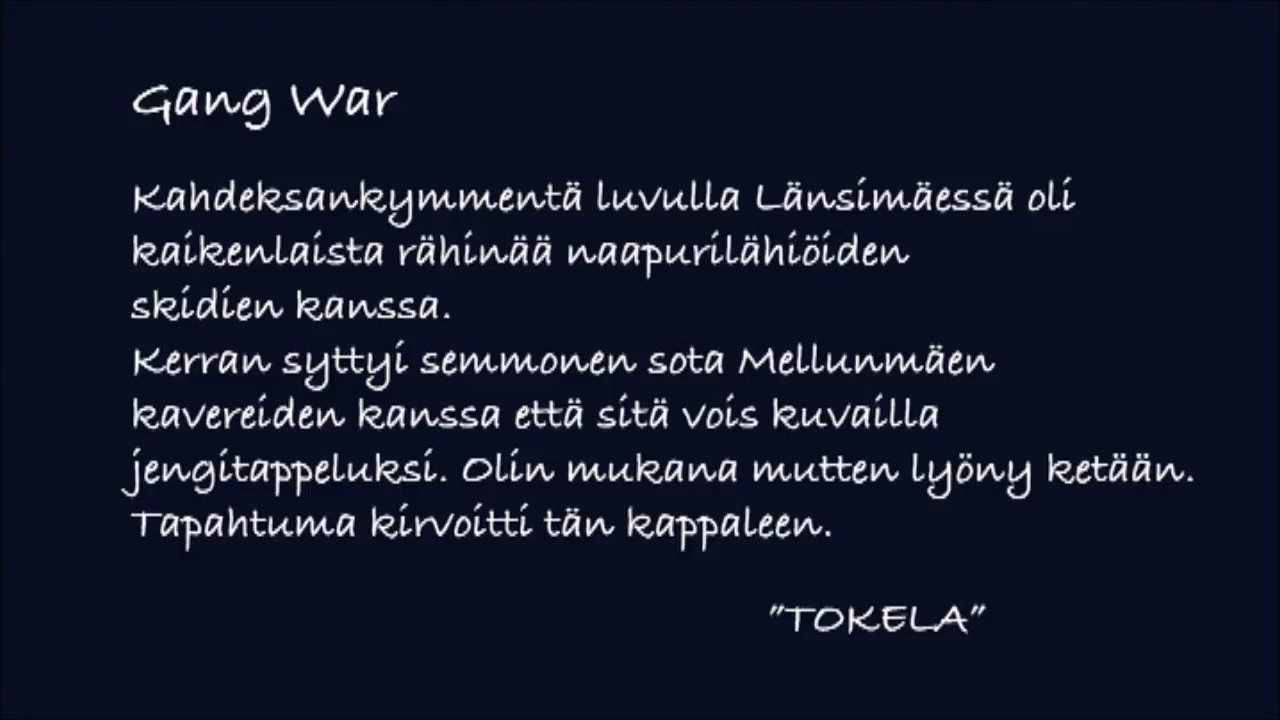 Gang War
Kahdeksankymmentä luvulla Länsimäessä oli
kaikenlaista rähinää naapurilähiöiden
skidien kanssa.
Kerran syttyi semmonen sota Mellunmäen
kavereiden kanssa että sitä vois kuvailla
jengitappeluksi. Olin mukana mutten lyöny ketään.
Tapahtuma kirvoitti tän kappaleen.
"TOKELA"